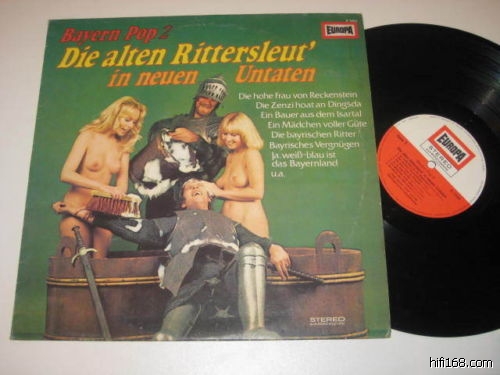 Bayern Pop 2
EUROPA
Die alten Rittersleut'
in neuen Untaten
Die hohe Frau von Reckenstein
Die Zenzi hoat an Dingsda
Ein Bauer aus dem Isartal
Ein Mädchen voller Güte
Die bayrischen Ritter
Bayrisches Vergnügen
Ja, weiß-blau ist
das Bayernland
u.a.
STEREO
EUROPA
STEREO
hifi168.com